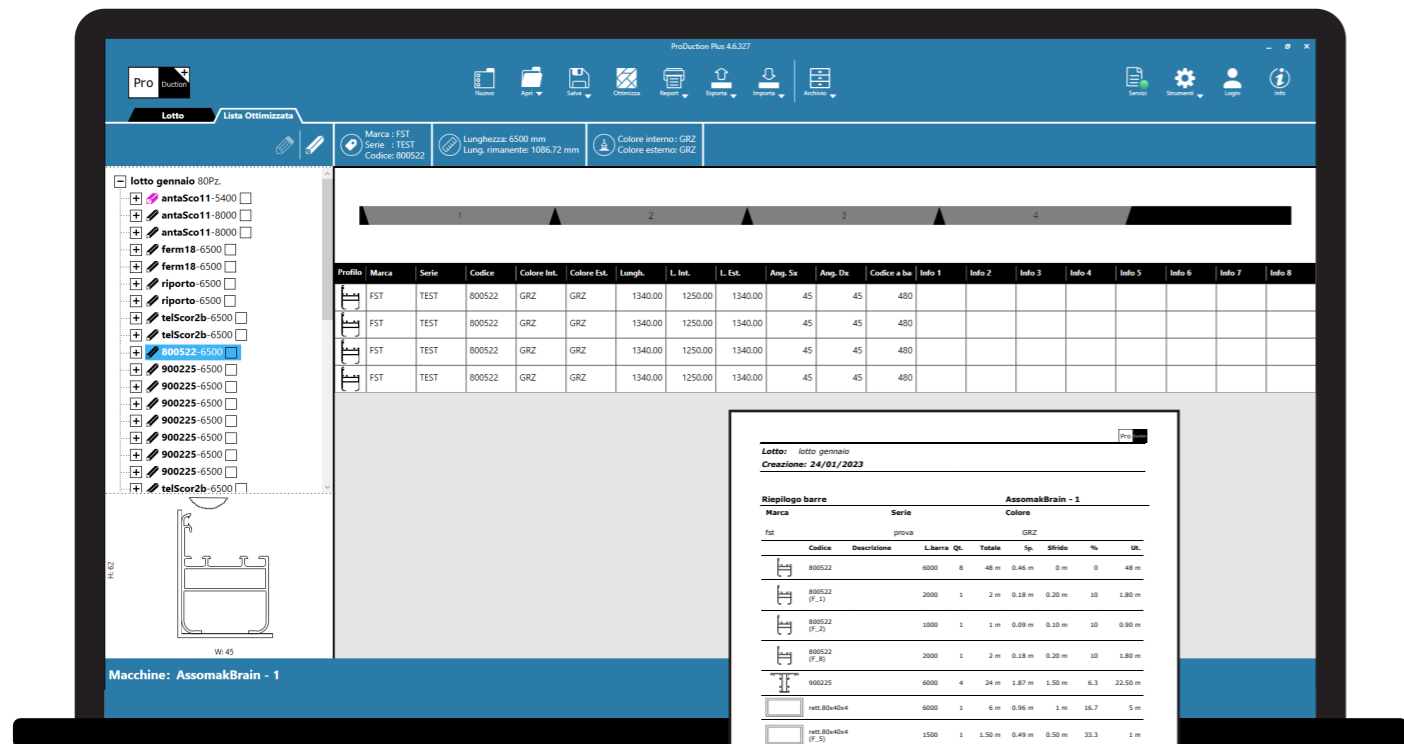 ProDuction Plus 4.6.327
Pro Duction +
Nuovo Apri Salva Ottimizza Report Esporta Importa Archivio Servizi Strumenti Login Info
Lotto Lista Ottimizzata
Marca : FST
Serie : TEST
Codice: 800522
Lunghezza: 6500 mm
Lung. rimanente: 1086.72 mm
Colore interno : GRZ
Colore esterno: GRZ
lotto gennaio 80Pz.
antaSco11-5400
antaSco11-8000
antaSco11-8000
ferm18-6500
ferm18-6500
riporto-6500
riporto-6500
telScor2b-6500
telScor2b-6500
800522-6500
900225-6500
900225-6500
900225-6500
900225-6500
900225-6500
900225-6500
900225-6500
telScor2b-6500
H: 62
W: 45
1 2 3 4
Profilo Marca Serie Codice Colore Int. Colore Est. Lungh. L. Int. L. Est. Ang. Sx Ang. Dx Codice a ba Info 1 Info 2 Info 3 Info 4 Info 5 Info 6 Info 7 Info 8
FST TEST 800522 GRZ GRZ 1340.00 1250.00 1340.00 45 45 480
FST TEST 800522 GRZ GRZ 1340.00 1250.00 1340.00 45 45 480
FST TEST 800522 GRZ GRZ 1340.00 1250.00 1340.00 45 45 480
FST TEST 800522 GRZ GRZ 1340.00 1250.00 1340.00 45 45 480
Pro Duction
Lotto: lotto gennaio
Creazione: 24/01/2023
Riepilogo barre AssomakBrain - 1
Marca Serie Colore
fst prova GRZ
Codice Descrizione L.barra Qt. Totale Sp. Sfrido % Ut.
800522 6000 8 48 m 0.46 m 0 m 0 48 m
800522 (F_1) 2000 1 2 m 0.18 m 0.20 m 10 1.80 m
800522 (F_2) 1000 1 1 m 0.09 m 0.10 m 10 0.90 m
800522 (F_8) 2000 1 2 m 0.18 m 0.20 m 10 1.80 m
900225 6000 4 24 m 1.87 m 1.50 m 6.3 22.50 m
rett.80x40x4 6000 1 6 m 0.96 m 1 m 16.7 5 m
rett.80x40x4 (F_5) 1500 1 1.50 m 0.49 m 0.50 m 33.3 1 m
Macchine: AssomakBrain - 1